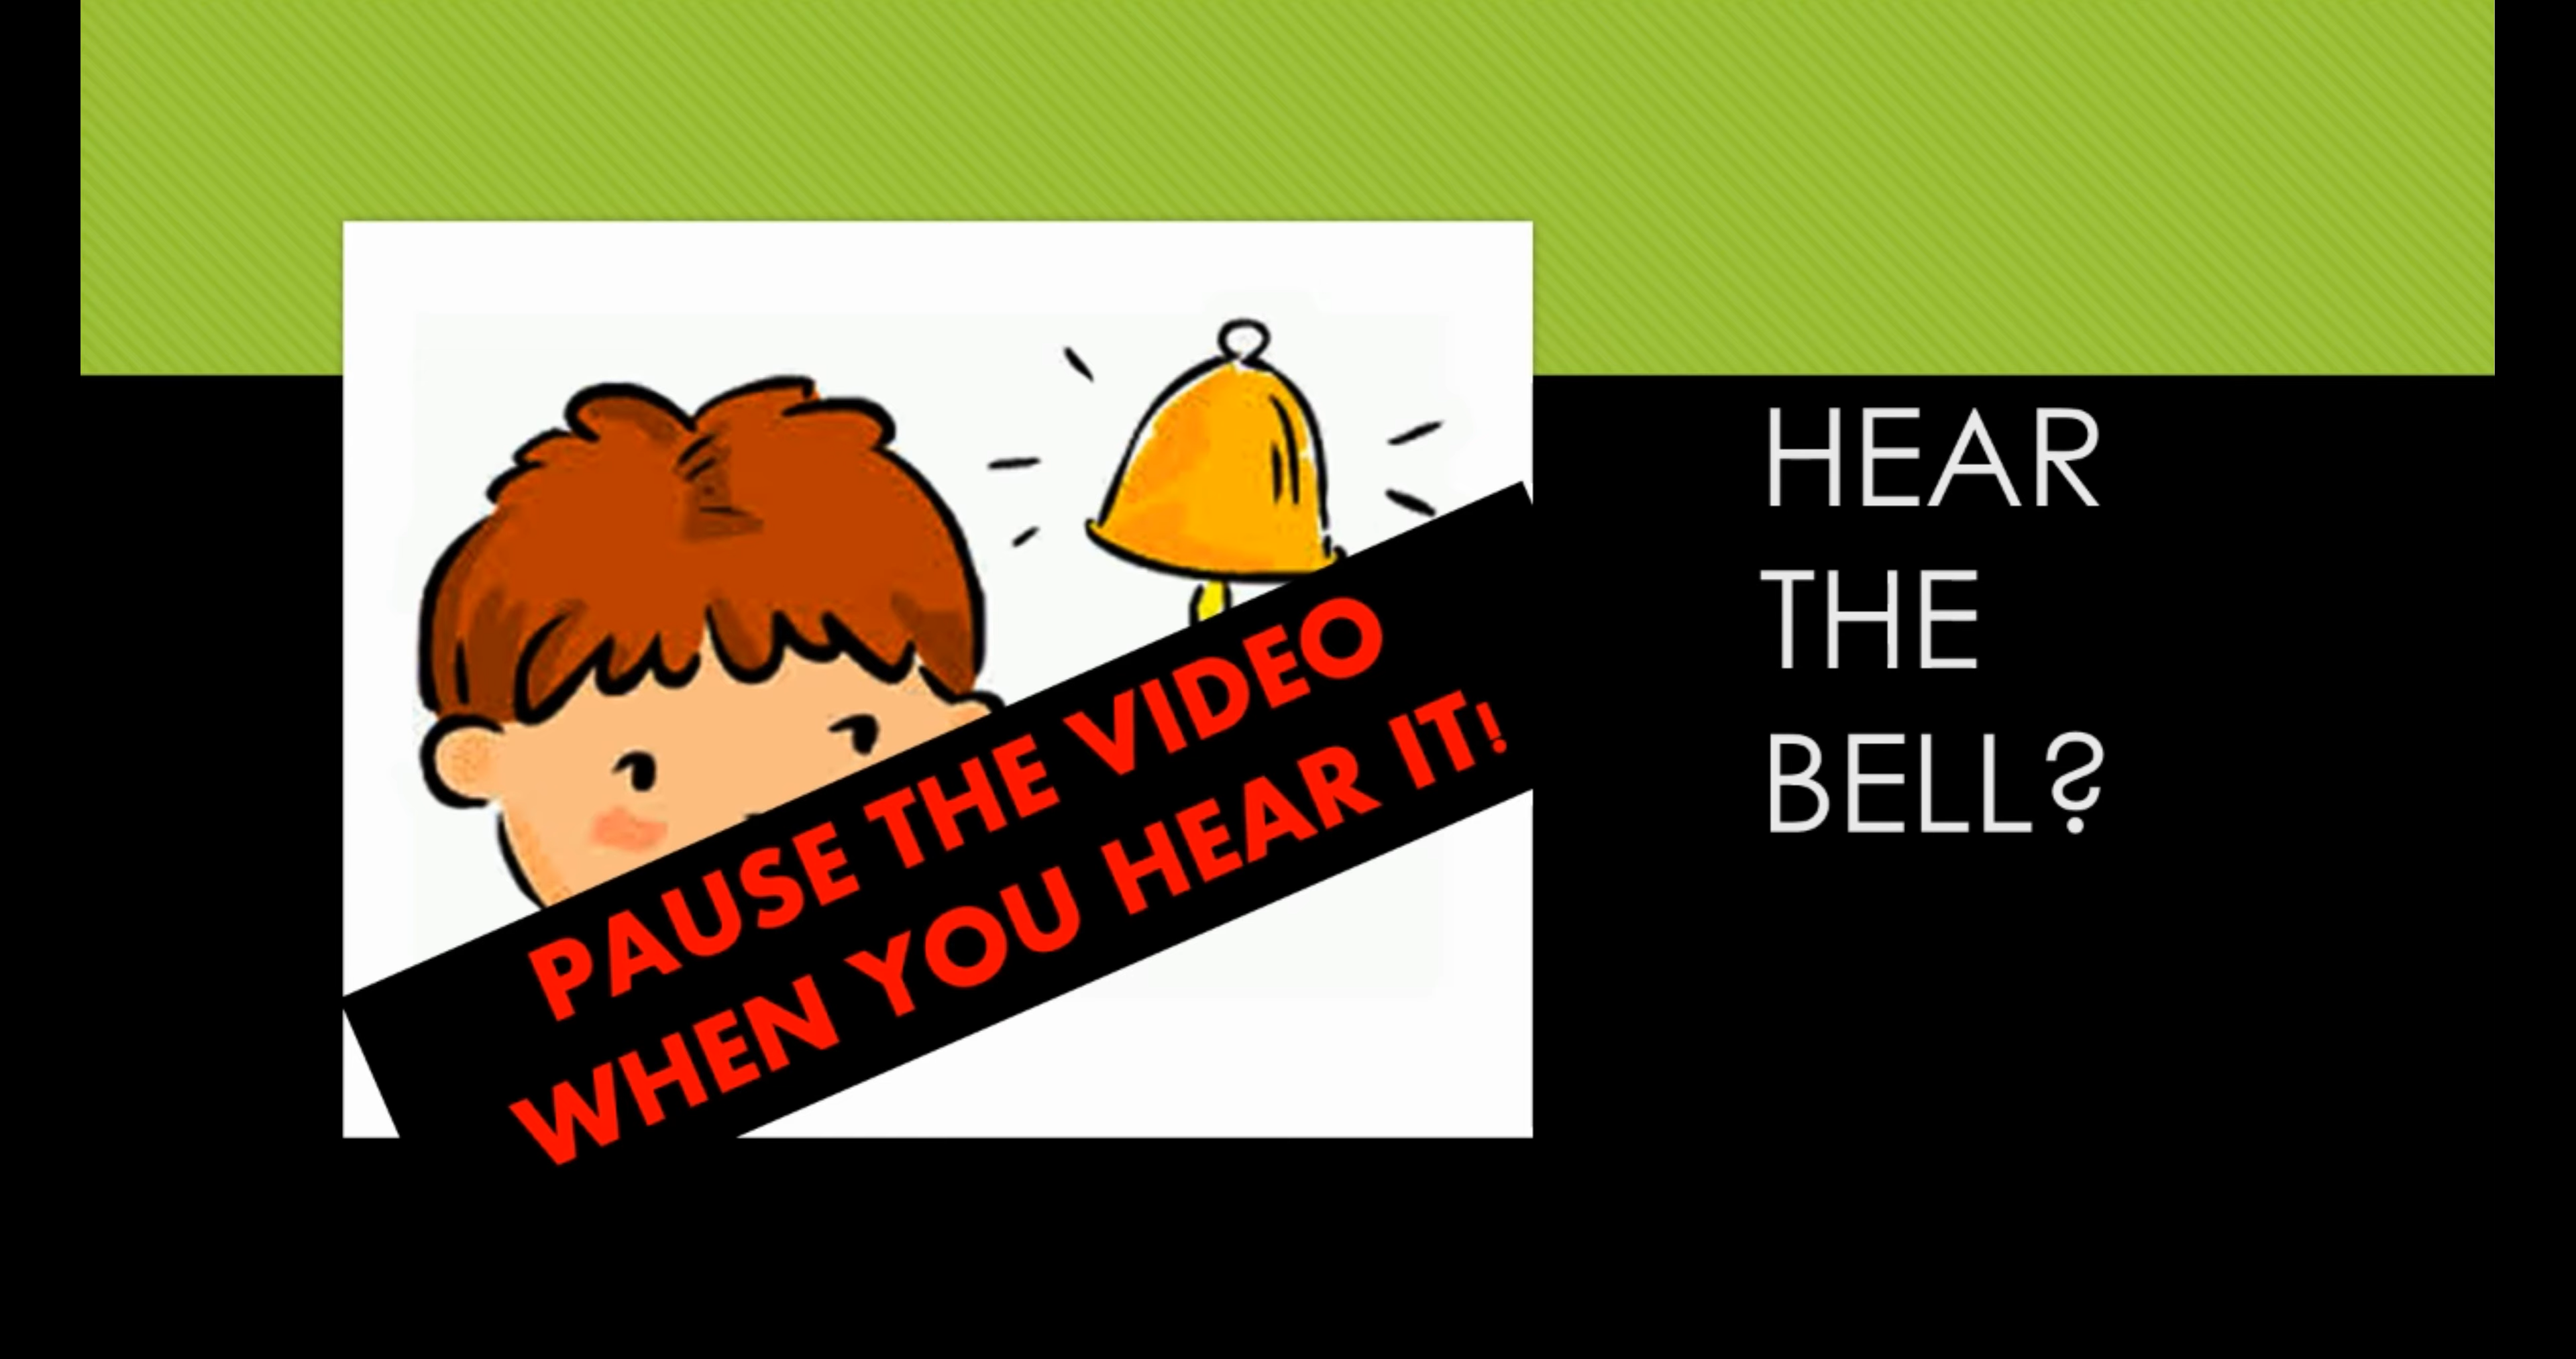 HEAR
THE
BELL?
PAUSE THE VIDEO
WHEN YOU HEAR IT!